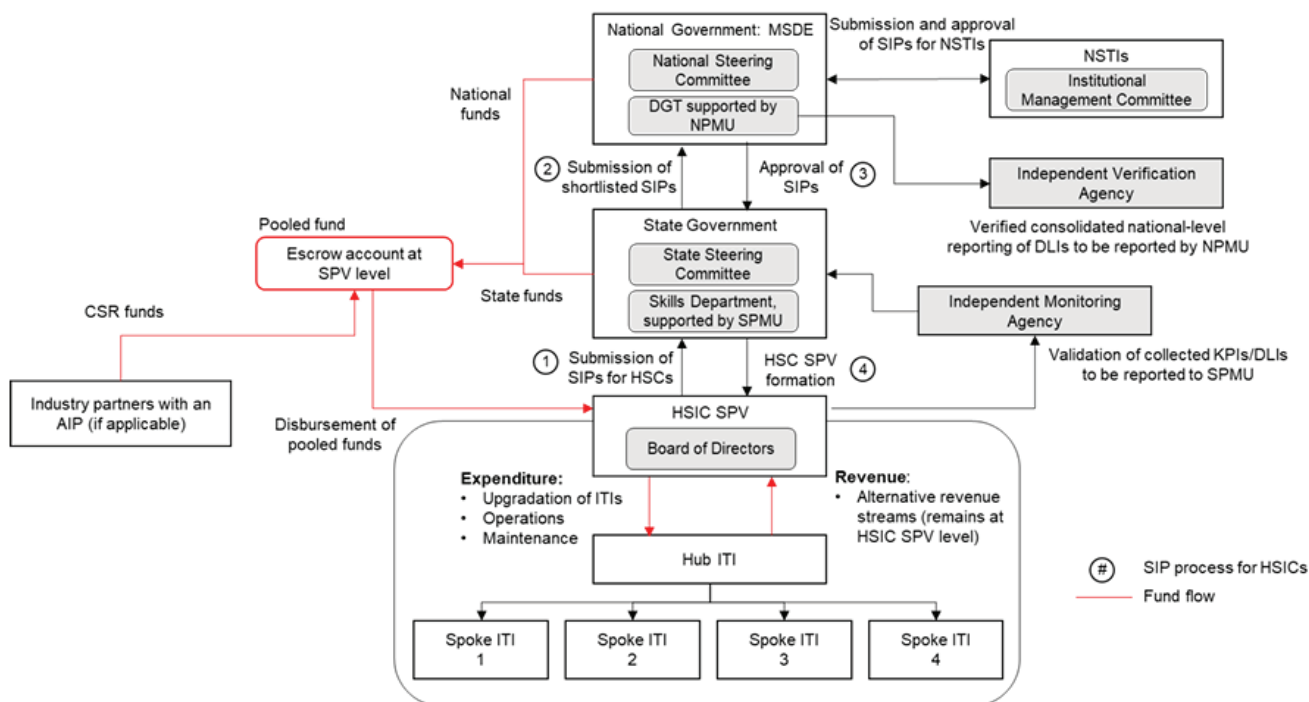 National Government: MSDE
National Steering
Committee
DGT supported by
NPMU
Submission and approval
of SIPs for NSTIs
NSTIs
Institutional
Management Committee
National
funds
2
Submission of
shortlisted SIPs
Approval of
SIPs
3
Independent Verification
Agency
Verified consolidated national-level
reporting of DLIs to be reported by NPMU
Pooled fund
Escrow account at
SPV level
State Government
State Steering
Committee
Skills Department,
supported by SPMU
State funds
CSR funds
Independent Monitoring
Agency
Validation of collected KPIs/DLIs
to be reported to SPMU
1
Submission of
SIPs for HSCs
HSC SPV
formation
4
Industry partners with an
AIP (if applicable)
Disbursement of
pooled funds
HSIC SPV
Board of Directors
Expenditure:
• Upgradation of ITIs
• Operations
• Maintenance
Revenue:
• Alternative revenue
streams (remains at
HSIC SPV level)
Hub ITI
Spoke ITI
1
Spoke ITI
2
Spoke ITI
3
Spoke ITI
4
# SIP process for HSICs
Fund flow